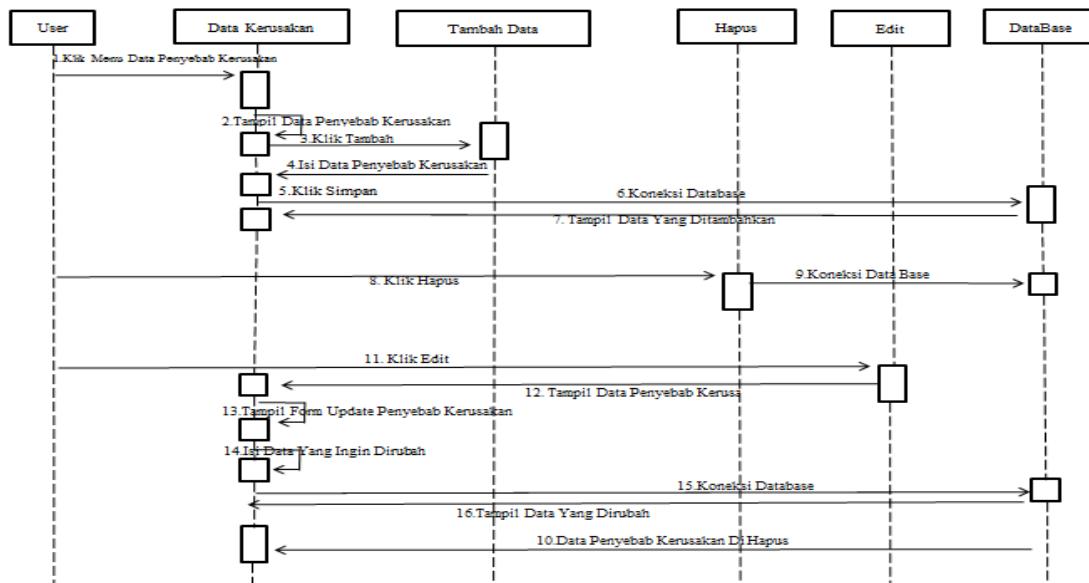 User
Data Kerusakan
Tambah Data
Hapus
Edit
DataBase
1.Klik Menu Data Penyebab Kerusakan
2.Tampil Data Penyebab Kerusakan
3.Klik Tambah
4.Isi Data Penyebab Kerusakan
5.Klik Simpan
6.Koneksi Database
7. Tampil Data Yang Ditambahkan
8. Klik Hapus
9.Koneksi Data Base
11. Klik Edit
12. Tampil Data Penyebab Kerusa
13.Tampil Form Update Penyebab Kerusakan
14.Isi Data Yang Ingin Dirubah
15.Koneksi Database
16.Tampil Data Yang Dirubah
10.Data Penyebab Kerusakan Di Hapus